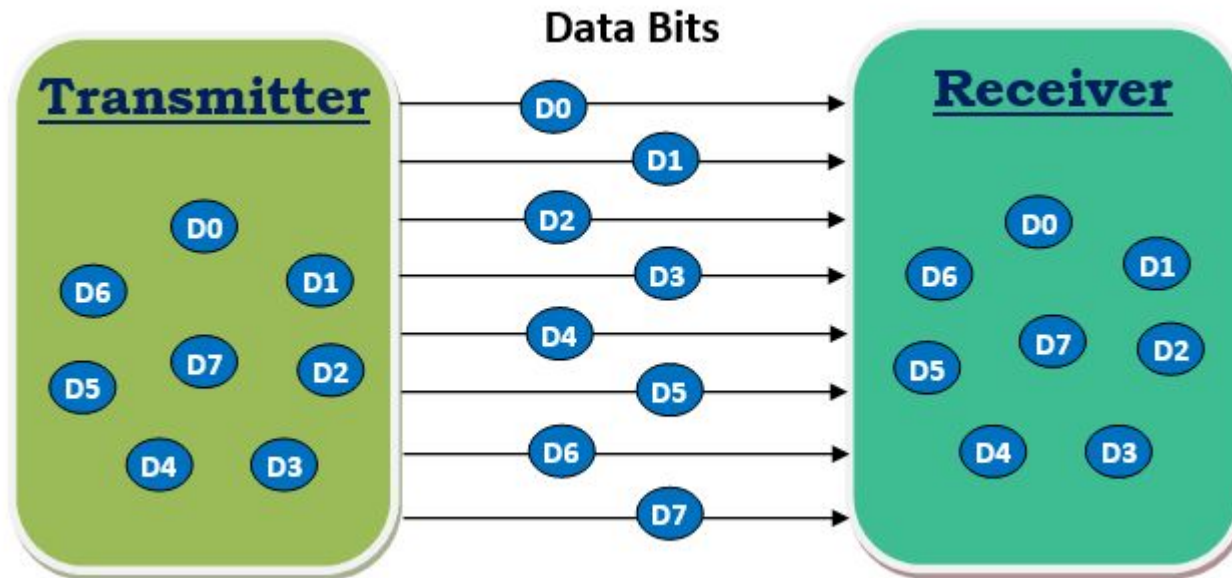 Data Bits
Transmitter
D0
D6
D1
D7
D5
D2
D4
D3
D0
D1
D2
D3
D4
D5
D6
D7
Receiver
D0
D6
D1
D7
D5
D2
D4
D3